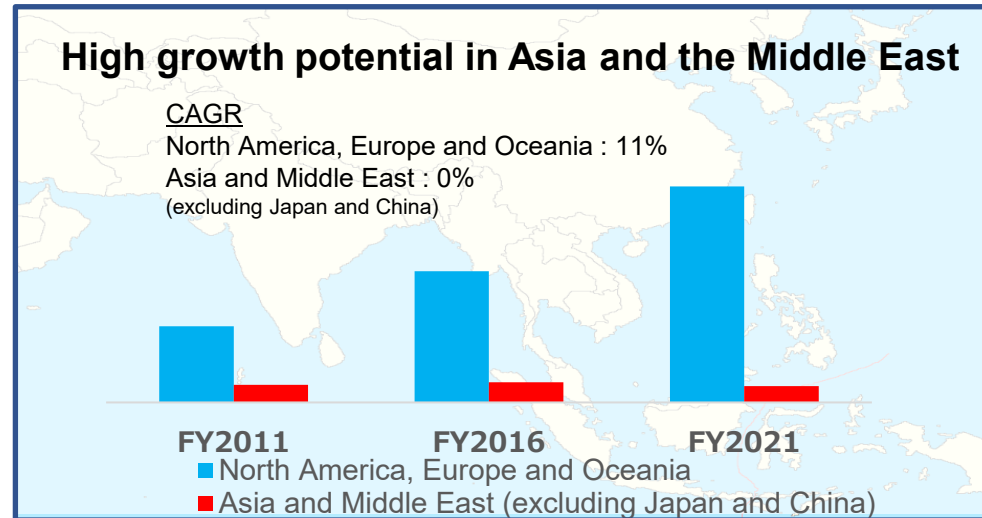 High growth potential in Asia and the Middle East
CAGR
North America, Europe and Oceania : 11%
Asia and Middle East : 0%
(excluding Japan and China)
FY2011 FY2016 FY2021
North America, Europe and Oceania
Asia and Middle East (excluding Japan and China)